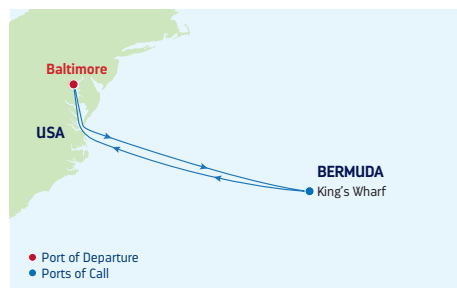 Baltimore
USA
BERMUDA
King's Wharf
Port of Departure
Ports of Call